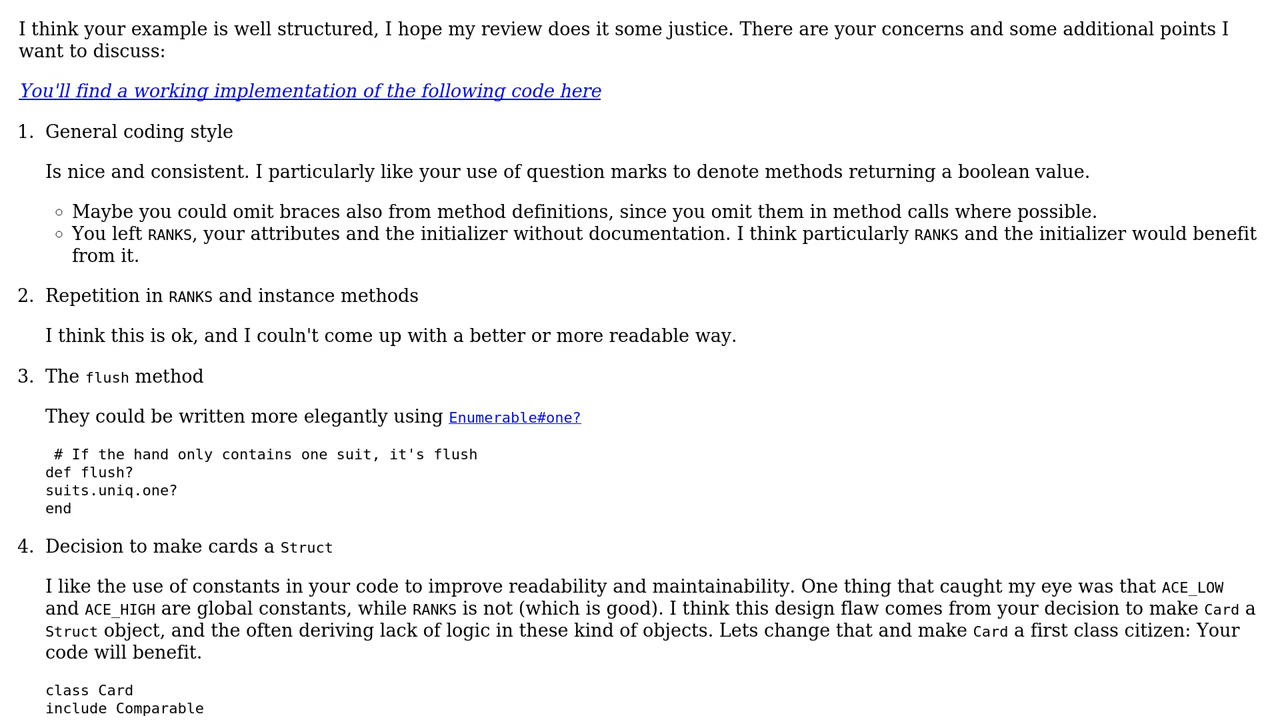 I think your example is well structured, I hope my review does it some justice. There are your concerns and some additional points I
want to discuss:
You'll find a working implementation of the following code here
1. General coding style
Is nice and consistent. I particularly like your use of question marks to denote methods returning a boolean value.
Maybe you could omit braces also from method definitions, since you omit them in method calls where possible.
You left RANKS, your attributes and the initializer without documentation. I think particularly RANKS and the initializer would benefit
from it.
2. Repetition in RANKS and instance methods
I think this is ok, and I couln't come up with a better or more readable way.
3. The flush method
They could be written more elegantly using Enumerable#one?
# If the hand only contains one suit, it's flush
def flush?
suits.uniq.one?
end
4. Decision to make cards a Struct
I like the use of constants in your code to improve readability and maintainability. One thing that caught my eye was that ACE_LOW
and ACE_HIGH are global constants, while RANKS is not (which is good). I think this design flaw comes from your decision to make Card a
Struct object, and the often deriving lack of logic in these kind of objects. Lets change that and make Card a first class citizen: Your
code will benefit.
class Card
include Comparable